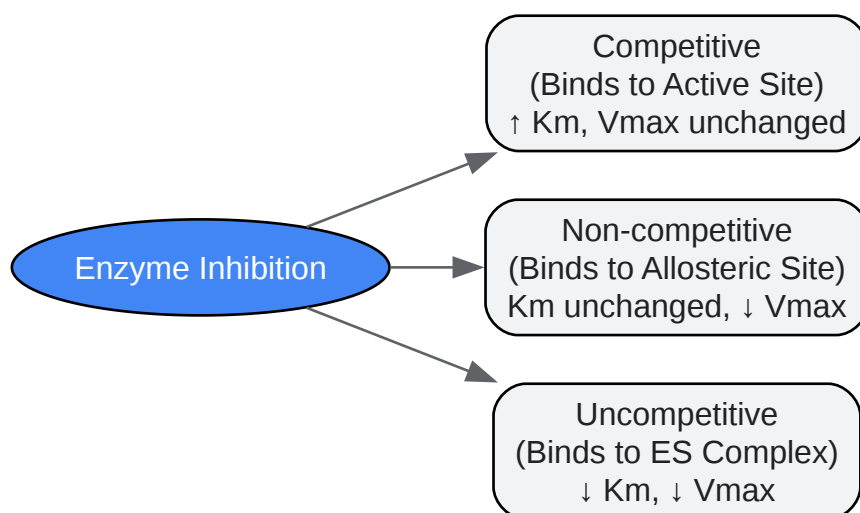 Enzyme Inhibition
Competitive
(Binds to Active Site)
↑ Km, Vmax unchanged
Non-competitive
(Binds to Allosteric Site)
Km unchanged, ↓ Vmax
Uncompetitive
(Binds to ES Complex)
↓ Km, ↓ Vmax